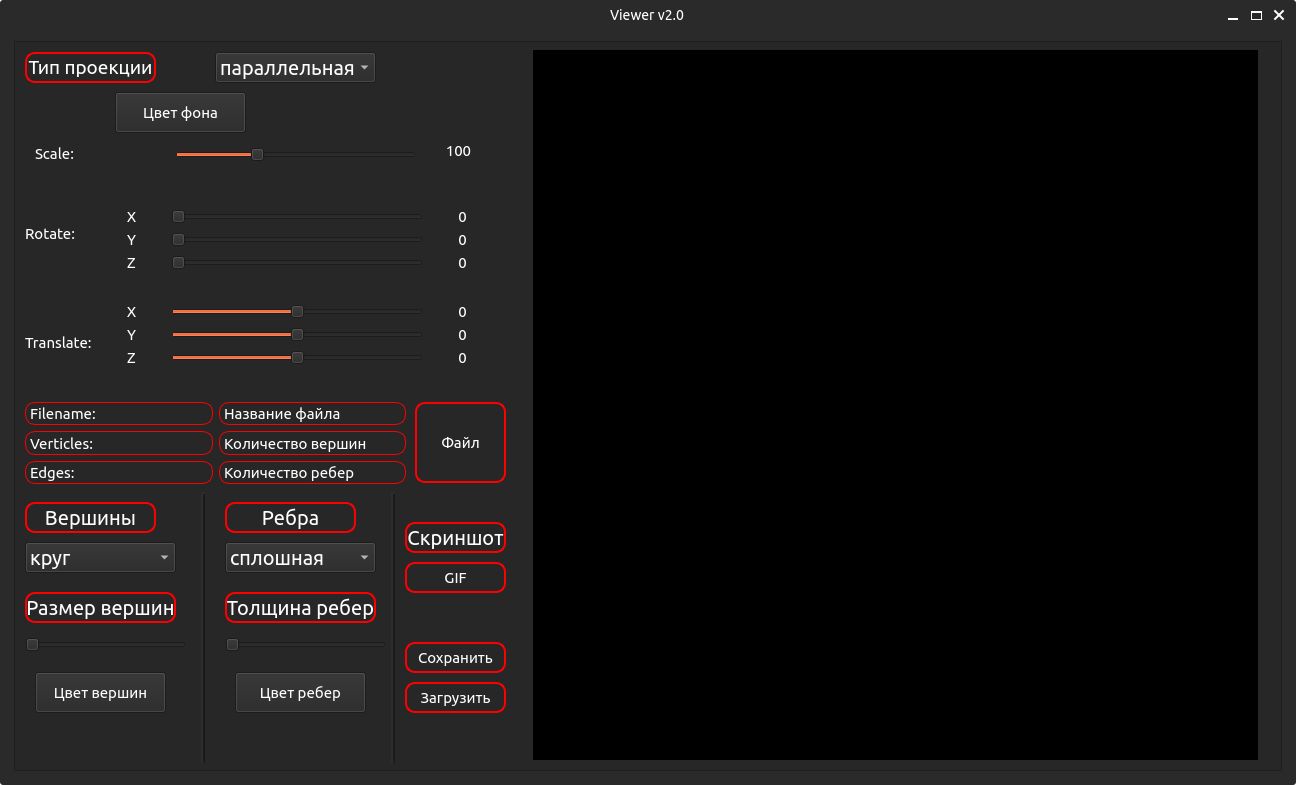 Viewer v2.0
Тип проекции
параллельная
Цвет фона
Scale:
100
Rotate:
X
0
Y
0
Z
0
Translate:
X
0
Y
0
Z
0
Filename:
Название файла
Verticles:
Количество вершин
Edges:
Количество ребер
Файл
Вершины
круг
Размер вершин
Цвет вершин
Ребра
сплошная
Толщина ребер
Цвет ребер
Скриншот
GIF
Сохранить
Загрузить